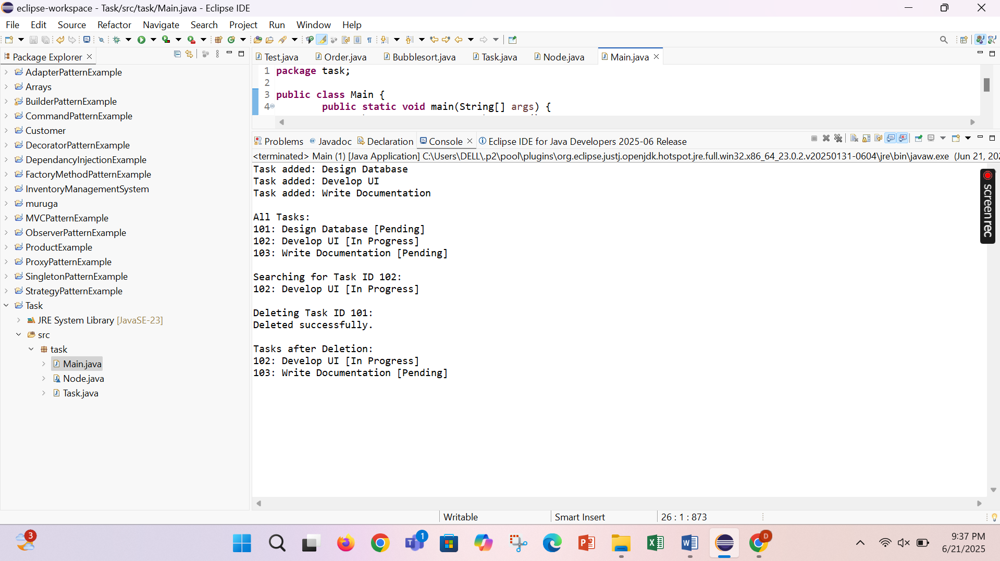 eclipse-workspace - Task/src/task/Main.java - Eclipse IDE
File Edit Source Refactor Navigate Search Project Run Window Help
Package Explorer
AdapterPatternExample
Arrays
BuilderPatternExample
CommandPatternExample
Customer
DecoratorPatternExample
DependancyInjectionExample
FactoryMethodPatternExample
InventoryManagementSystem
muruga
MVCPatternExample
ObserverPatternExample
ProductExample
ProxyPatternExample
SingletonPatternExample
StrategyPatternExample
Task
JRE System Library [JavaSE-23]
src
task
Main.java
Node.java
Task.java
Test.java Order.java Bubblesort.java Task.java Node.java Main.java
1 package task;
2
3 public class Main {
4 public static void main(String[] args) {
Problems Javadoc Declaration Console Eclipse IDE for Java Developers 2025-06 Release
<terminated> Main (1) [Java Application] C:\Users\DELL\.p2\pool\plugins\org.eclipse.justj.openjdk.hotspot.jre.full.win32.x86_64_23.0.2.v20250131-0604\jre\bin\javaw.exe (Jun 21, 202
Task added: Design Database
Task added: Develop UI
Task added: Write Documentation
All Tasks:
101: Design Database [Pending]
102: Develop UI [In Progress]
103: Write Documentation [Pending]
Searching for Task ID 102:
102: Develop UI [In Progress]
Deleting Task ID 101:
Deleted successfully.
Tasks after Deletion:
102: Develop UI [In Progress]
103: Write Documentation [Pending]
screenrec
Writable Smart Insert 26 : 1 : 873
3
1
D
9:37 PM
6/21/2025